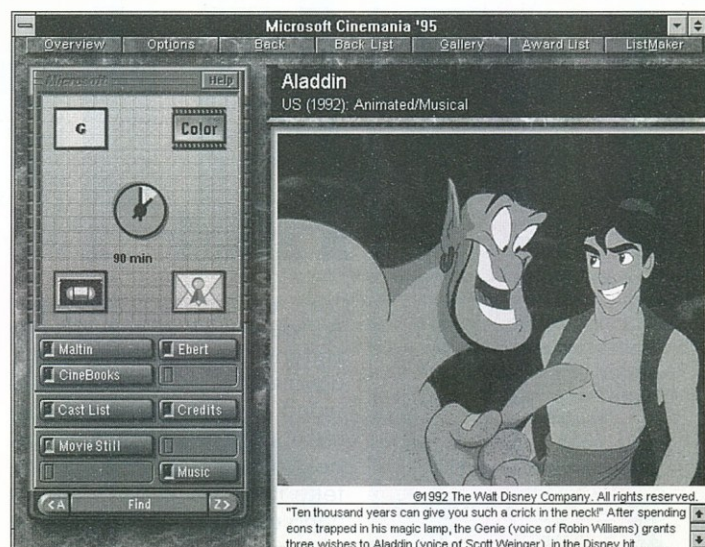 Microsoft Cinemania '95
Overview Options Back Back List Gallery Award List ListMaker
Microsoft Help
G Color
90 min
Maltin Ebert
CineBooks
Cast List Credits
Movie Still
Music
<A Find Z>
Aladdin
US (1992): Animated/Musical
©1992 The Walt Disney Company. All rights reserved.
"Ten thousand years can give you such a crick in the neck!" After spending
eons trapped in his magic lamp, the Genie (voice of Robin Williams) grants
three wishes to Aladdin (voice of Scott Weinger), in the Disney hit